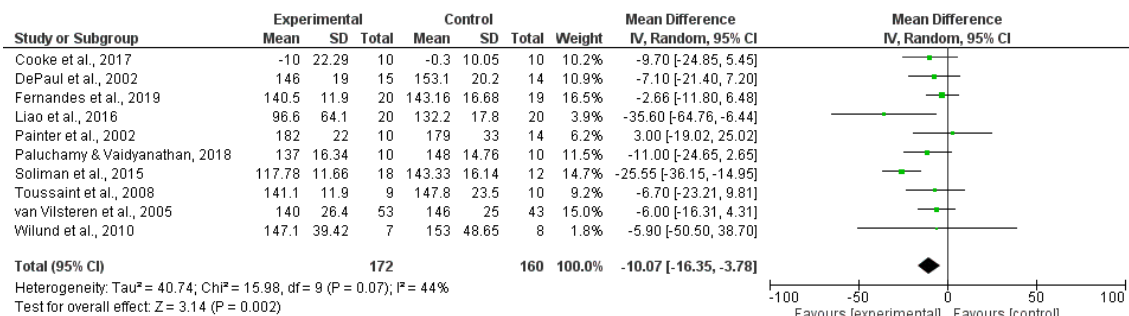 Experimental Control Mean Difference Mean Difference
Study or Subgroup Mean SD Total Mean SD Total Weight IV, Random, 95% CI IV, Random, 95% CI
Cooke et al., 2017 -10 22.29 10 -0.3 10.05 10 10.2% -9.70 [-24.85, 5.45]
DePaul et al., 2002 146 19 15 153.1 20.2 14 11.0% -7.10 [-21.40, 7.20]
Fernandes et al., 2019 140.5 11.9 20 143.16 16.68 19 16.5% -2.66 [-11.80, 6.48]
Liao et al., 2016 96.6 64.1 20 132.2 17.8 20 3.9% -35.60 [-64.76, -6.44]
Painter et al., 2002 182 22 10 179 33 14 6.2% 3.00 [-19.02, 25.02]
Paluchamy & Vaidyanathan, 2018 137 16.34 10 148 14.76 10 11.5% -11.00 [-24.65, 2.65]
Soliman et al., 2015 117.78 11.66 18 143.33 16.14 12 14.7% -25.55 [-36.15, -14.95]
Toussaint et al., 2008 141.1 11.9 9 147.8 23.5 10 9.2% -6.70 [-23.21, 9.81]
van Vilsteren et al., 2005 140 26.4 53 146 25 43 15.0% -6.00 [-16.31, 4.31]
Wilund et al., 2010 147.1 39.42 7 153 48.65 8 1.8% -5.90 [-50.50, 38.70]
Total (95% CI) 172 160 100.0% -10.07 [-16.35, -3.78]
Heterogeneity: Tau² = 40.74; Chi² = 15.98, df = 9 (P = 0.07); I² = 44%
Test for overall effect: Z = 3.14 (P = 0.002)
-100 -50 0 50 100
Favours [experimental] Favours [control]